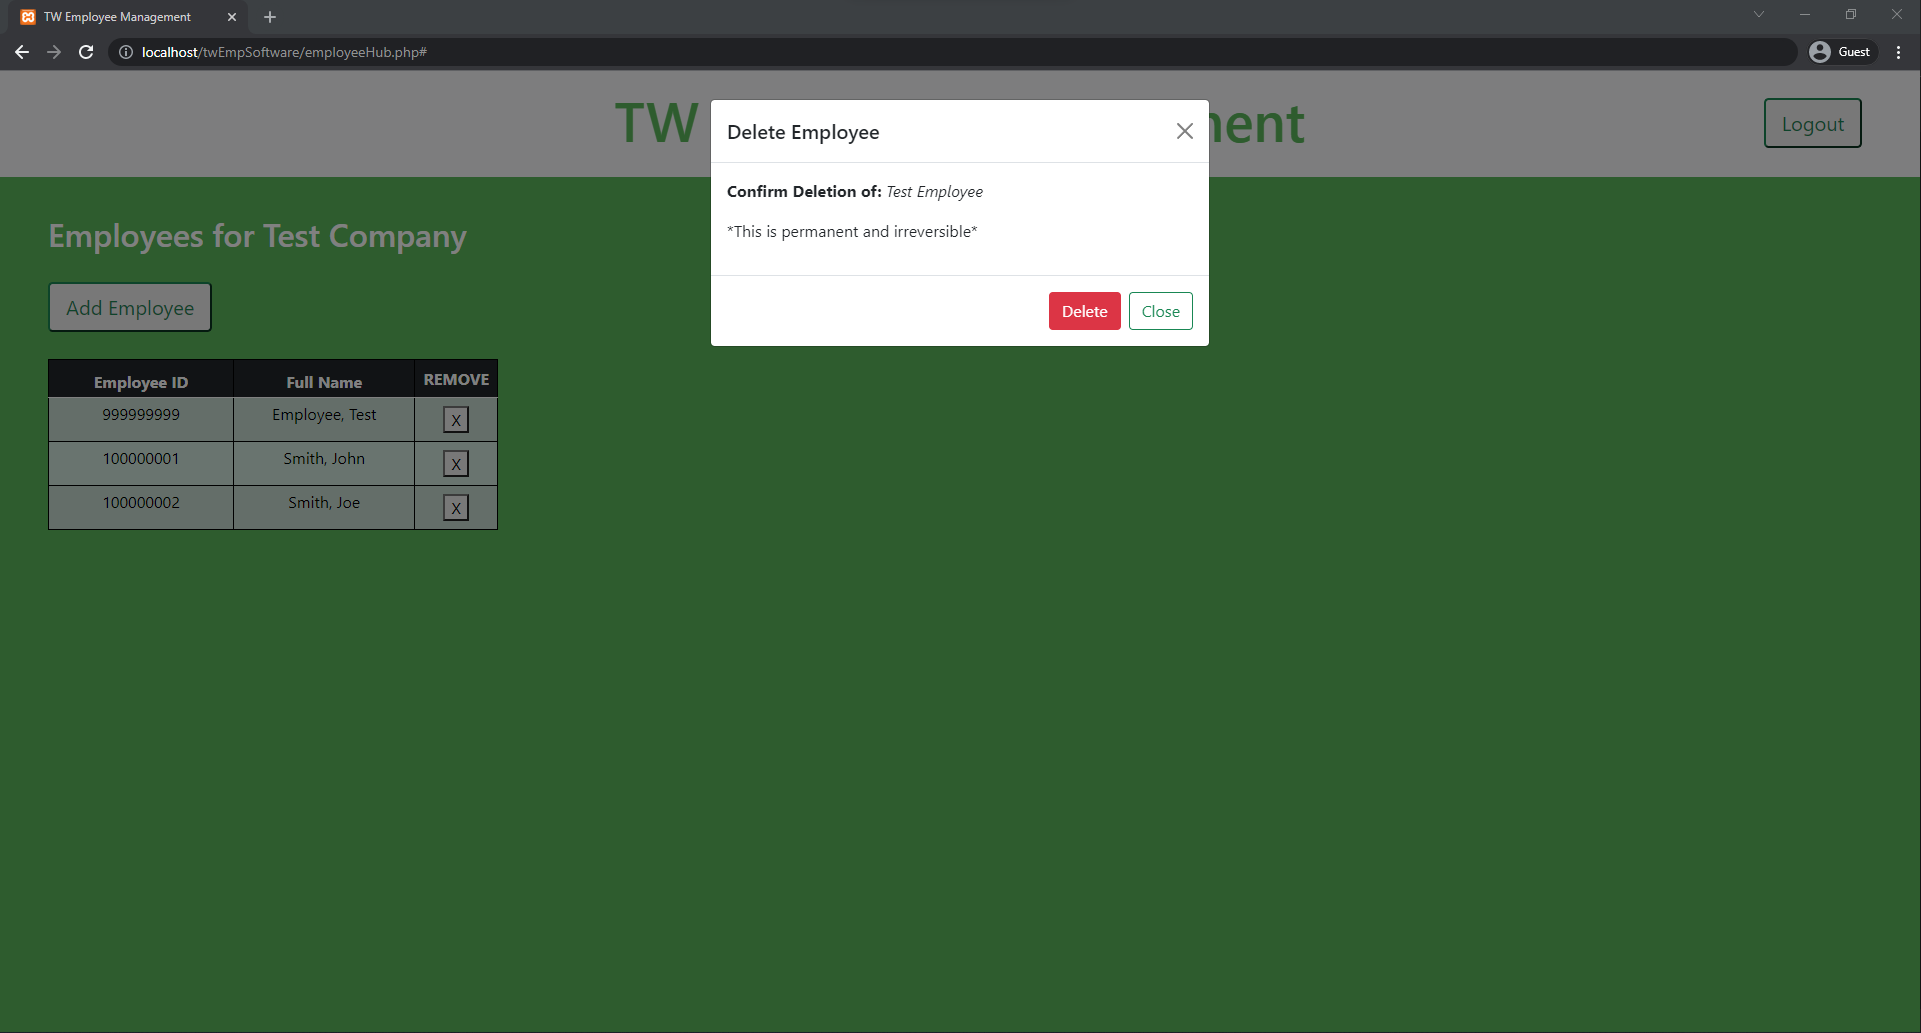 TW Employee Management
localhost/twEmpSoftware/employeeHub.php#
Guest
TW
ent
Logout
Delete Employee
Confirm Deletion of: Test Employee
*This is permanent and irreversible*
Delete
Close
Employees for Test Company
Add Employee
Employee ID Full Name REMOVE
999999999 Employee, Test X
100000001 Smith, John X
100000002 Smith, Joe X